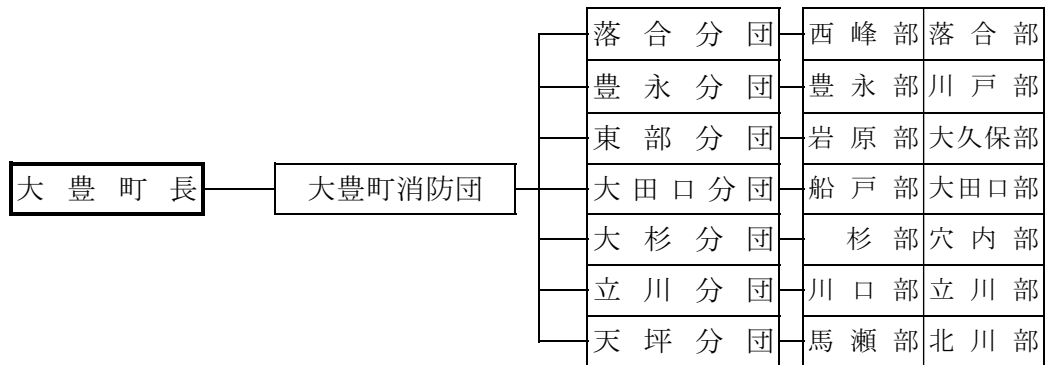 落合分団 西峰部 落合部
豊永分団 豊永部 川戸部
東部分団 岩原部 大久保部
大豊町長 大豊町消防団 大田口分団 船戸部 大田口部
大杉分団 杉部 穴内部
立川分団 川口部 立川部
天坪分団 馬瀬部 北川部